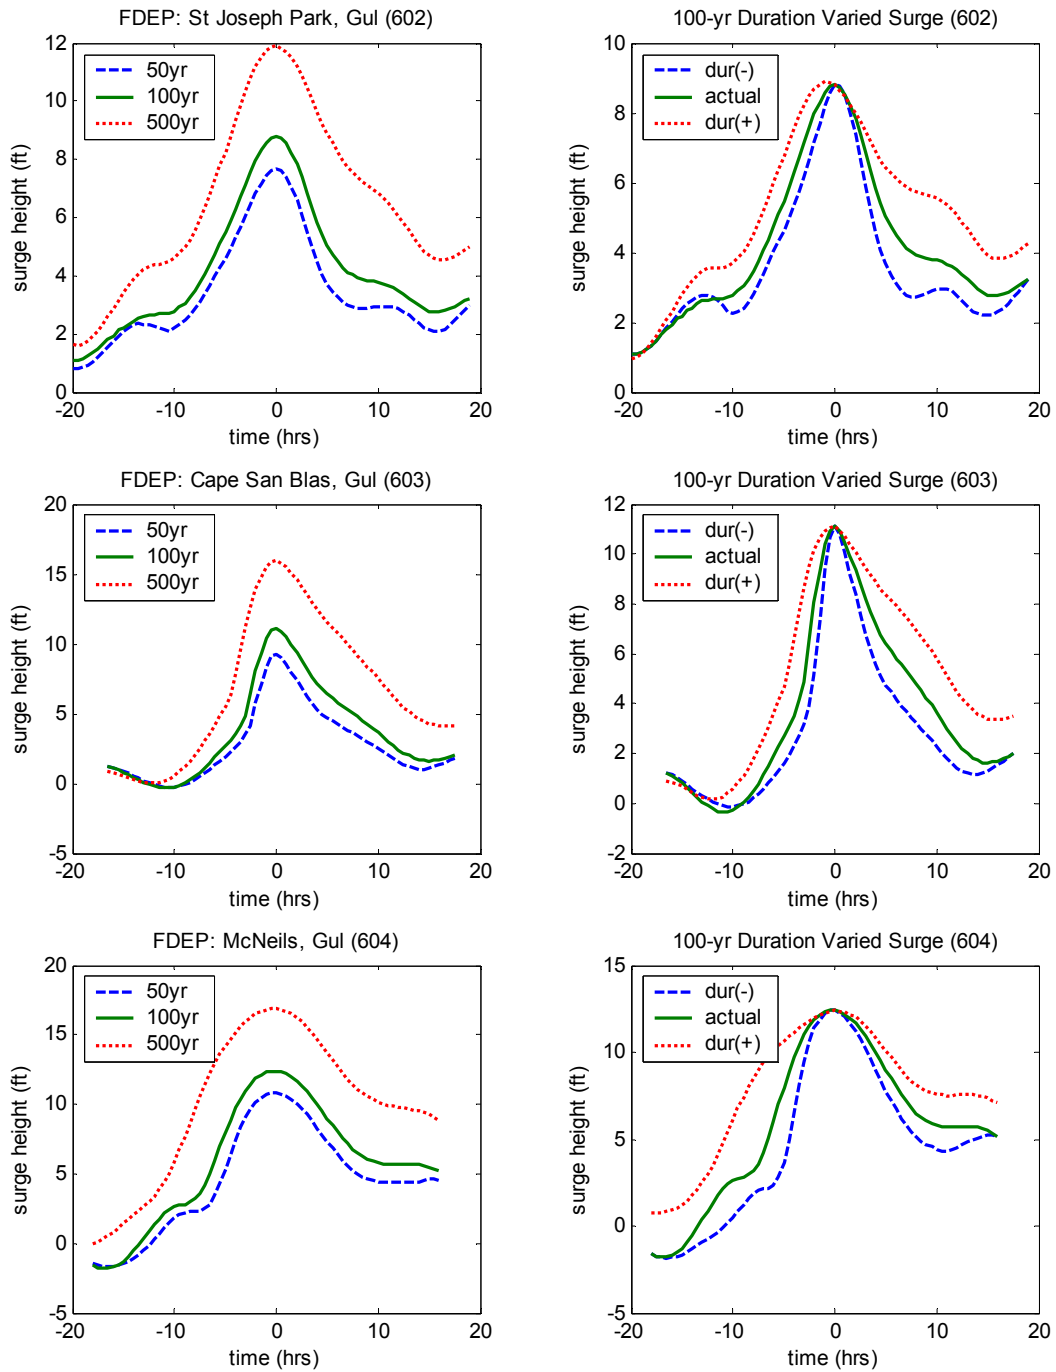 FDEP: St Joseph Park, Gul (602)
12
10
8
6
4
2
0
surge height (ft)
50yr
100yr
500yr
-20
-10
0
10
20
time (hrs)
100-yr Duration Varied Surge (602)
10
8
6
4
2
0
surge height (ft)
dur(-)
actual
dur(+)
-20
-10
0
10
20
time (hrs)
FDEP: Cape San Blas, Gul (603)
20
15
10
5
0
-5
surge height (ft)
50yr
100yr
500yr
-20
-10
0
10
20
time (hrs)
100-yr Duration Varied Surge (603)
12
10
8
6
4
2
0
-2
surge height (ft)
dur(-)
actual
dur(+)
-20
-10
0
10
20
time (hrs)
FDEP: McNeils, Gul (604)
20
15
10
5
0
-5
surge height (ft)
50yr
100yr
500yr
-20
-10
0
10
20
time (hrs)
100-yr Duration Varied Surge (604)
15
10
5
0
-5
surge height (ft)
dur(-)
actual
dur(+)
-20
-10
0
10
20
time (hrs)